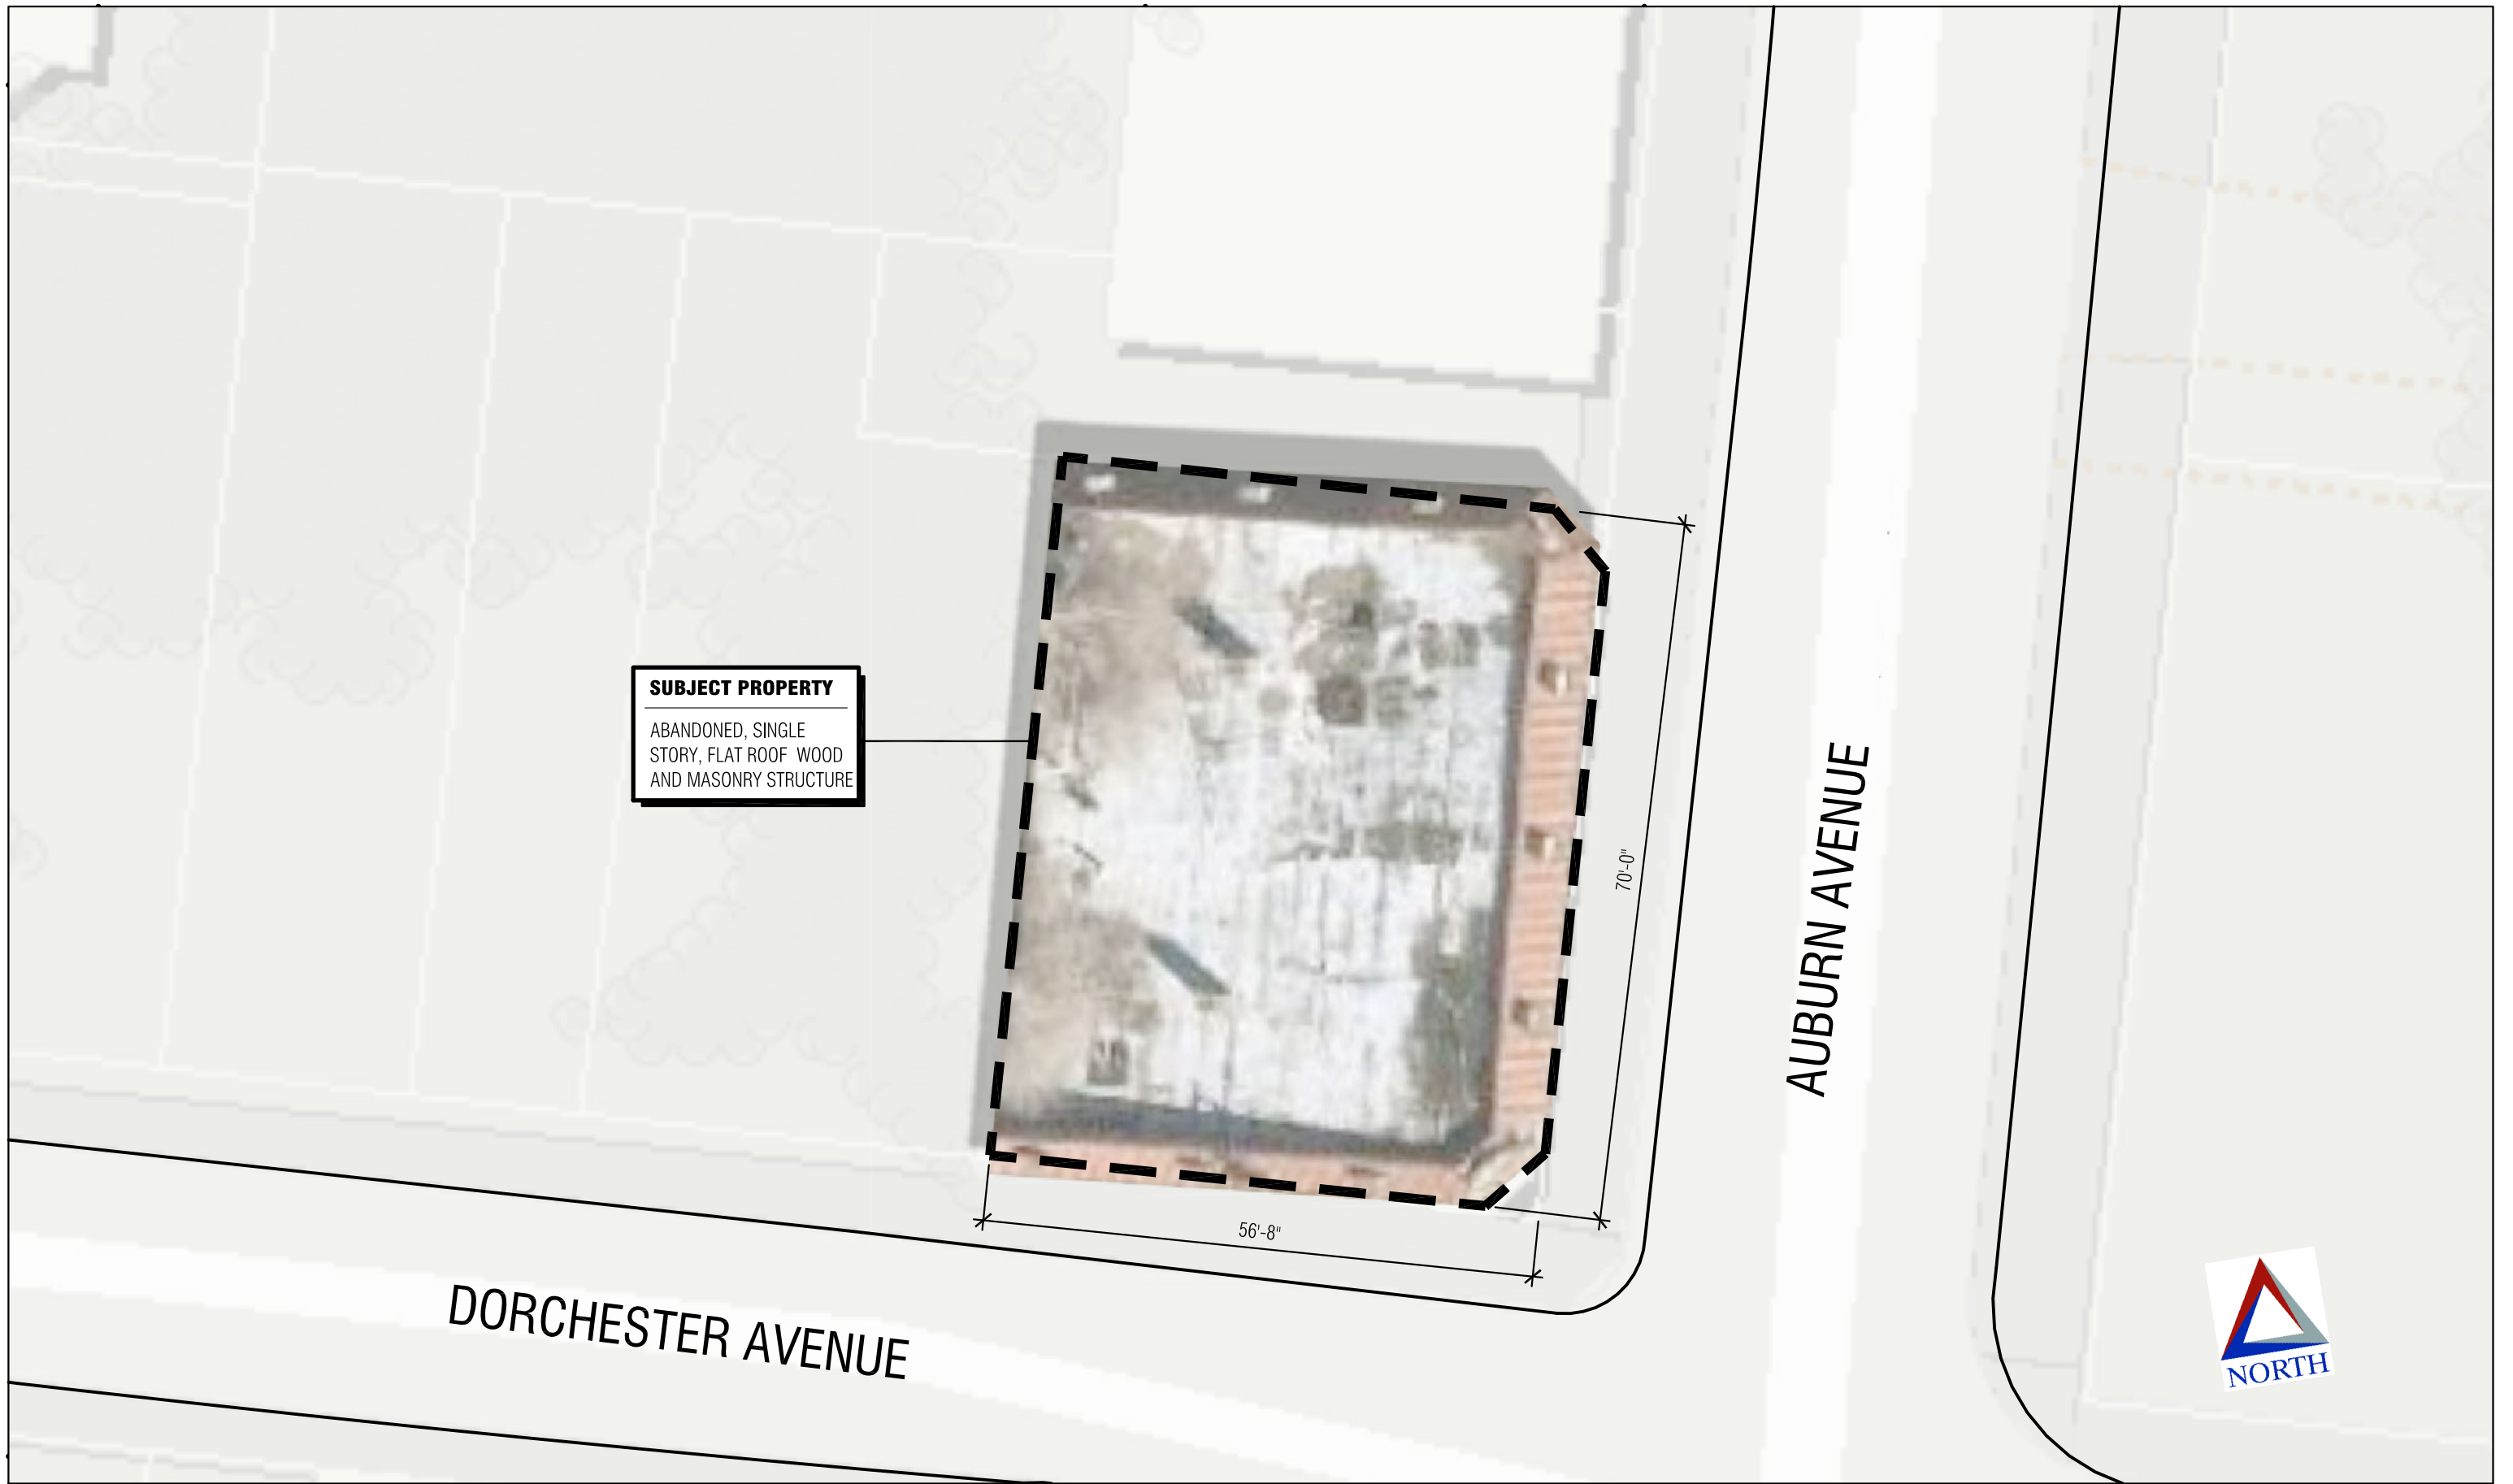 SUBJECT PROPERTY
ABANDONED, SINGLE
STORY, FLAT ROOF WOOD
AND MASONRY STRUCTURE
70'-0"
AUBURN AVENUE
56'-8"
DORCHESTER AVENUE
NORTH